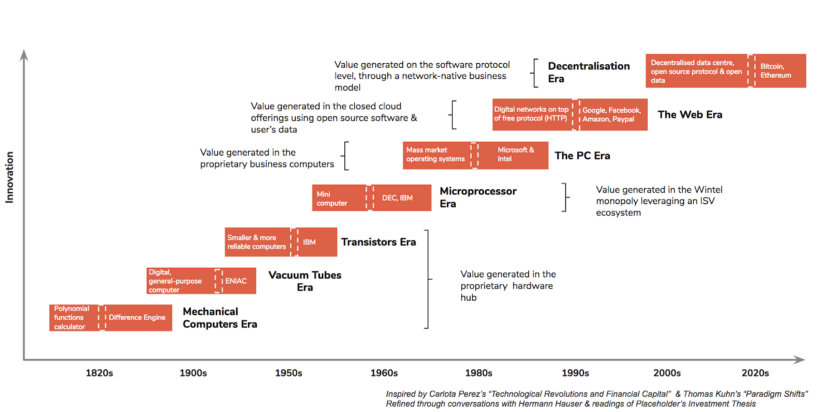 Value generated on the software protocol
level, through a network-native business
model
Decentralisation
Era
Decentralised data centre,
open source protocol & open
data
Bitcoin,
Ethereum
Value generated in the closed cloud
offerings using open source software &
user's data
Digital networks on top
of free protocol (HTTP)
Google, Facebook,
Amazon, Paypal
The Web Era
Value generated in the
proprietary business computers
Mass market
operating systems
Microsoft &
Intel
The PC Era
Mini
computer
DEC, IBM
Microprocessor
Era
Value generated in the Wintel
monopoly leveraging an ISV
ecosystem
Smaller & more
reliable computers
IBM
Transistors Era
Digital,
general-purpose
computer
ENIAC
Vacuum Tubes
Era
Value generated in the
proprietary hardware
hub
Polynomial
functions
calculator
Difference Engine
Mechanical
Computers Era
Innovation
1820s
1900s
1950s
1960s
1980s
1990s
2000s
2020s
Inspired by Carlota Perez's "Technological Revolutions and Financial Capital" & Thomas Kuhn's "Paradigm Shifts"
Refined through conversations with Hermann Hauser & readings of Placeholder's Investment Thesis